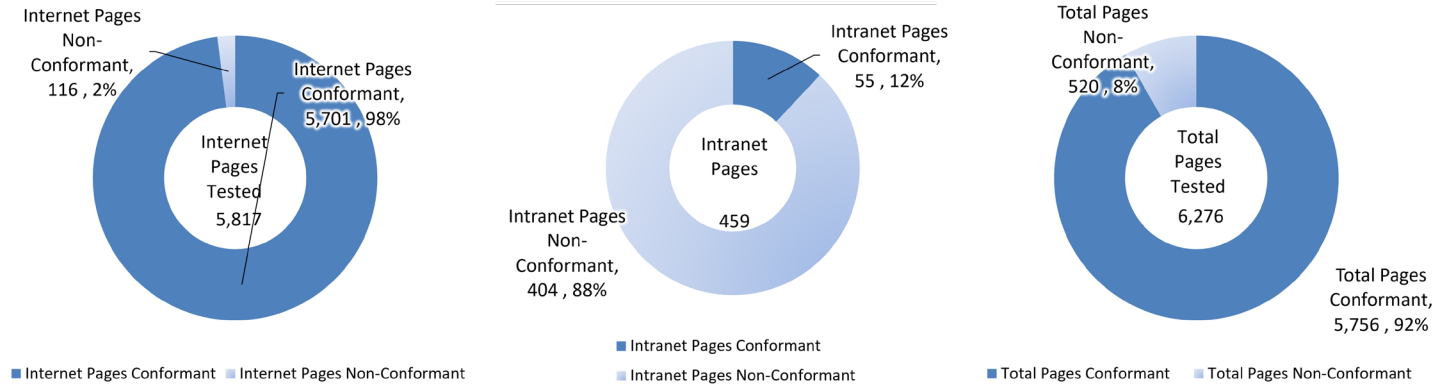 Internet Pages
Non-
Conformant,
116 , 2%
Internet Pages
Conformant,
5,701 , 98%
Internet
Pages
Tested
5,817
Internet Pages Conformant
Internet Pages Non-Conformant
Intranet Pages
Conformant,
55 , 12%
Intranet
Pages
459
Intranet Pages
Non-
Conformant,
404 , 88%
Intranet Pages Conformant
Intranet Pages Non-Conformant
Total Pages
Non-
Conformant,
520 , 8%
Total
Pages
Tested
6,276
Total Pages
Conformant,
5,756 , 92%
Total Pages Conformant
Total Pages Non-Conformant